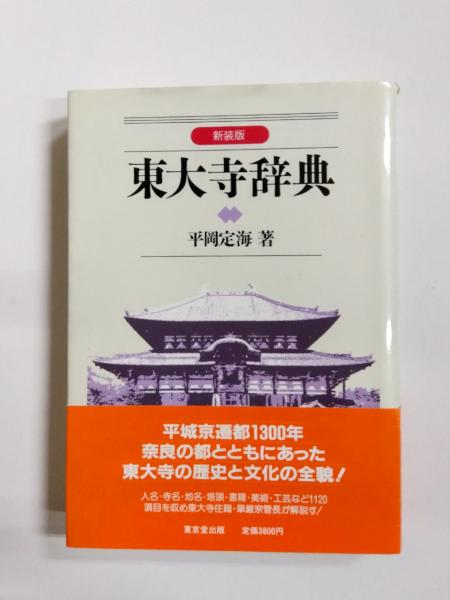 新装版
東大寺辞典
平岡定海 著
平城京遷都1300年
奈良の都とともにあった
東大寺の歴史と文化の全貌!
人名・寺名・地名・塔頭・書籍・美術・工芸など1120
項目を収め東大寺住職・華厳宗管長が解説す!
東京堂出版 定価3800円